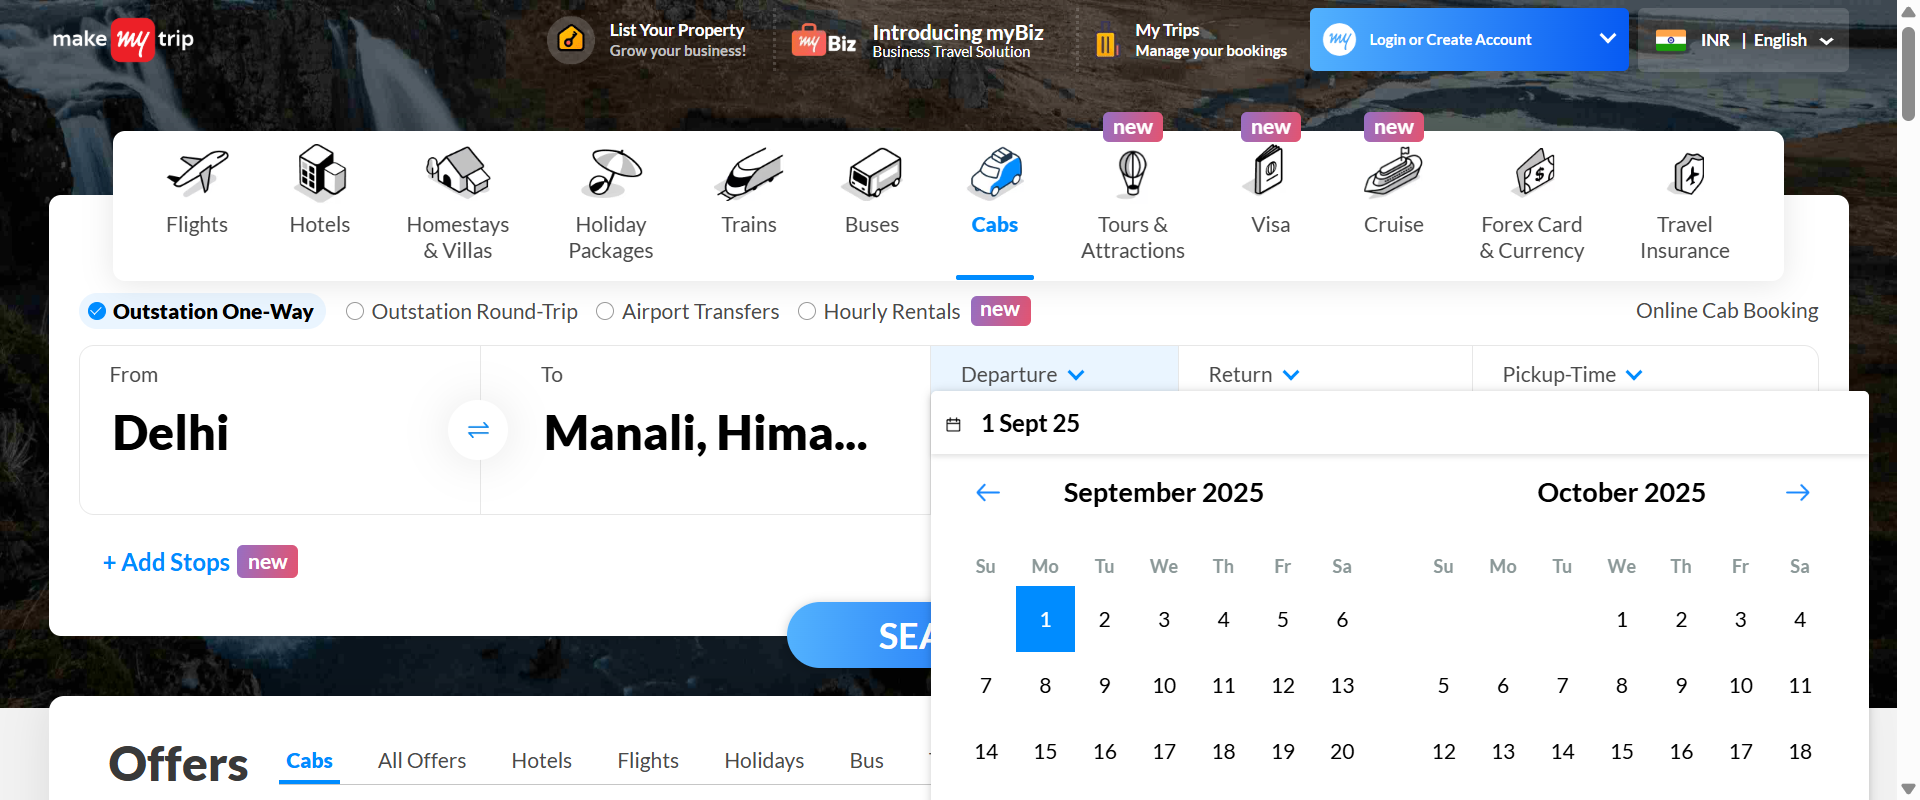 make my trip
List Your Property
Grow your business!
my Biz
Introducing myBiz
Business Travel Solution
My Trips
Manage your bookings
my
Login or Create Account
INR | English
new
new
new
Flights
Hotels
Homestays
& Villas
Holiday
Packages
Trains
Buses
Cabs
Tours &
Attractions
Visa
Cruise
Forex Card
& Currency
Travel
Insurance
Outstation One-Way
Outstation Round-Trip
Airport Transfers
Hourly Rentals
new
Online Cab Booking
From
Delhi
To
Manali, Hima...
Departure
Return
Pickup-Time
1 Sept 25
September 2025
October 2025
Su Mo Tu We Th Fr Sa
1 2 3 4 5 6
7 8 9 10 11 12 13
14 15 16 17 18 19 20
Su Mo Tu We Th Fr Sa
1 2 3 4
5 6 7 8 9 10 11
12 13 14 15 16 17 18
+ Add Stops
new
SEA
Offers
Cabs
All Offers
Hotels
Flights
Holidays
Bus